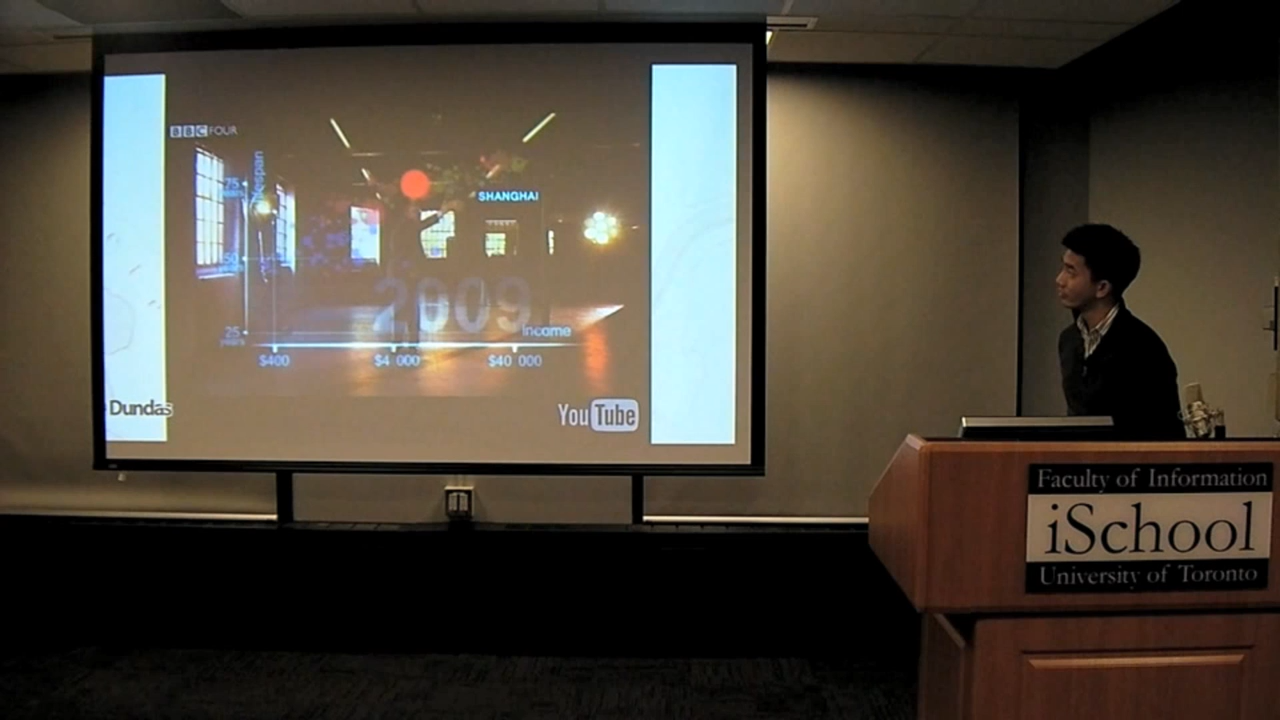 BBC FOUR
lifespan
75
years
SHANGHAI
50
2009
25
years
Income
$400
$4 000
$40 000
Dundas
YouTube
Faculty of Information
iSchool
University of Toronto